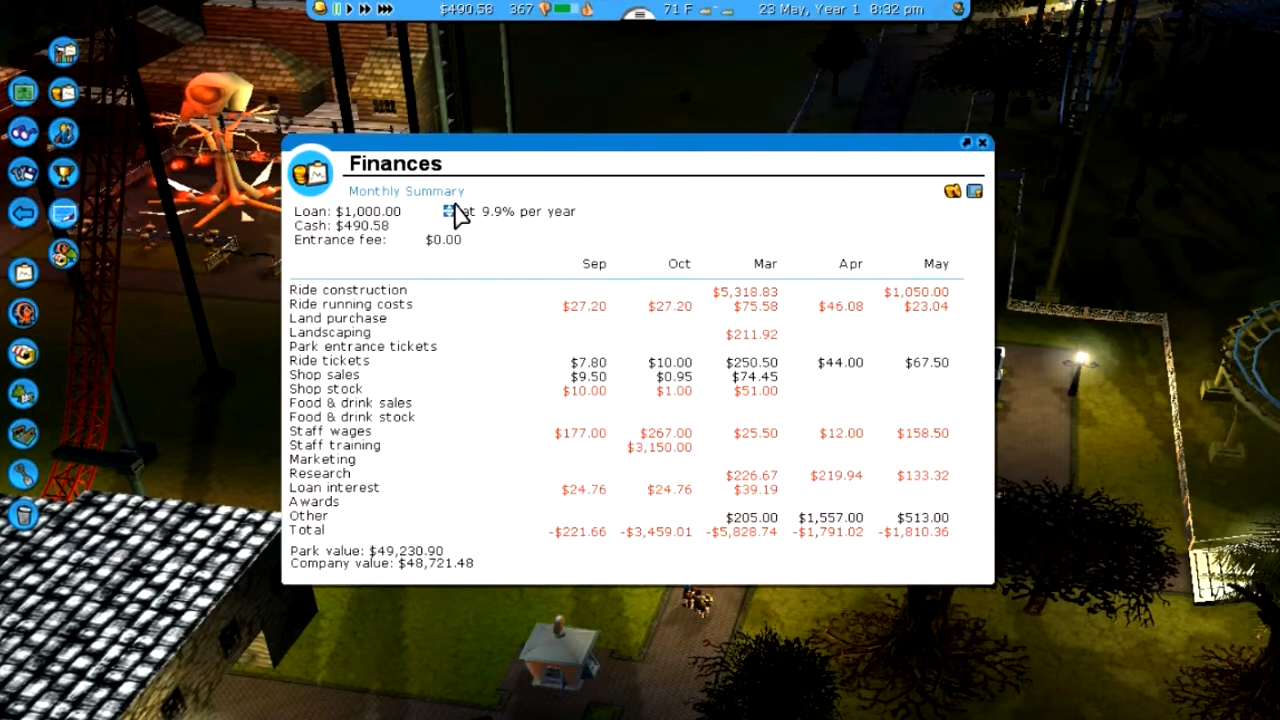 $490.58 367 71 F 23 May, Year 1 8:32 pm
Finances
Monthly Summary
Loan: $1,000.00 at 9.9% per year
Cash: $490.58
Entrance fee: $0.00
Sep Oct Mar Apr May
Ride construction $5,318.83 $1,050.00
Ride running costs $27.20 $27.20 $75.58 $46.08 $23.04
Land purchase
Landscaping $211.92
Park entrance tickets
Ride tickets $7.80 $10.00 $250.50 $44.00 $67.50
Shop sales $9.50 $0.95 $74.45
Shop stock $10.00 $1.00 $51.00
Food & drink sales
Food & drink stock
Staff wages $177.00 $267.00 $25.50 $12.00 $158.50
Staff training $3,150.00
Marketing
Research $226.67 $219.94 $133.32
Loan interest $24.76 $24.76 $39.19
Awards
Other $205.00 $1,557.00 $513.00
Total -$221.66 -$3,459.01 -$5,828.74 -$1,791.02 -$1,810.36
Park value: $49,230.90
Company value: $48,721.48